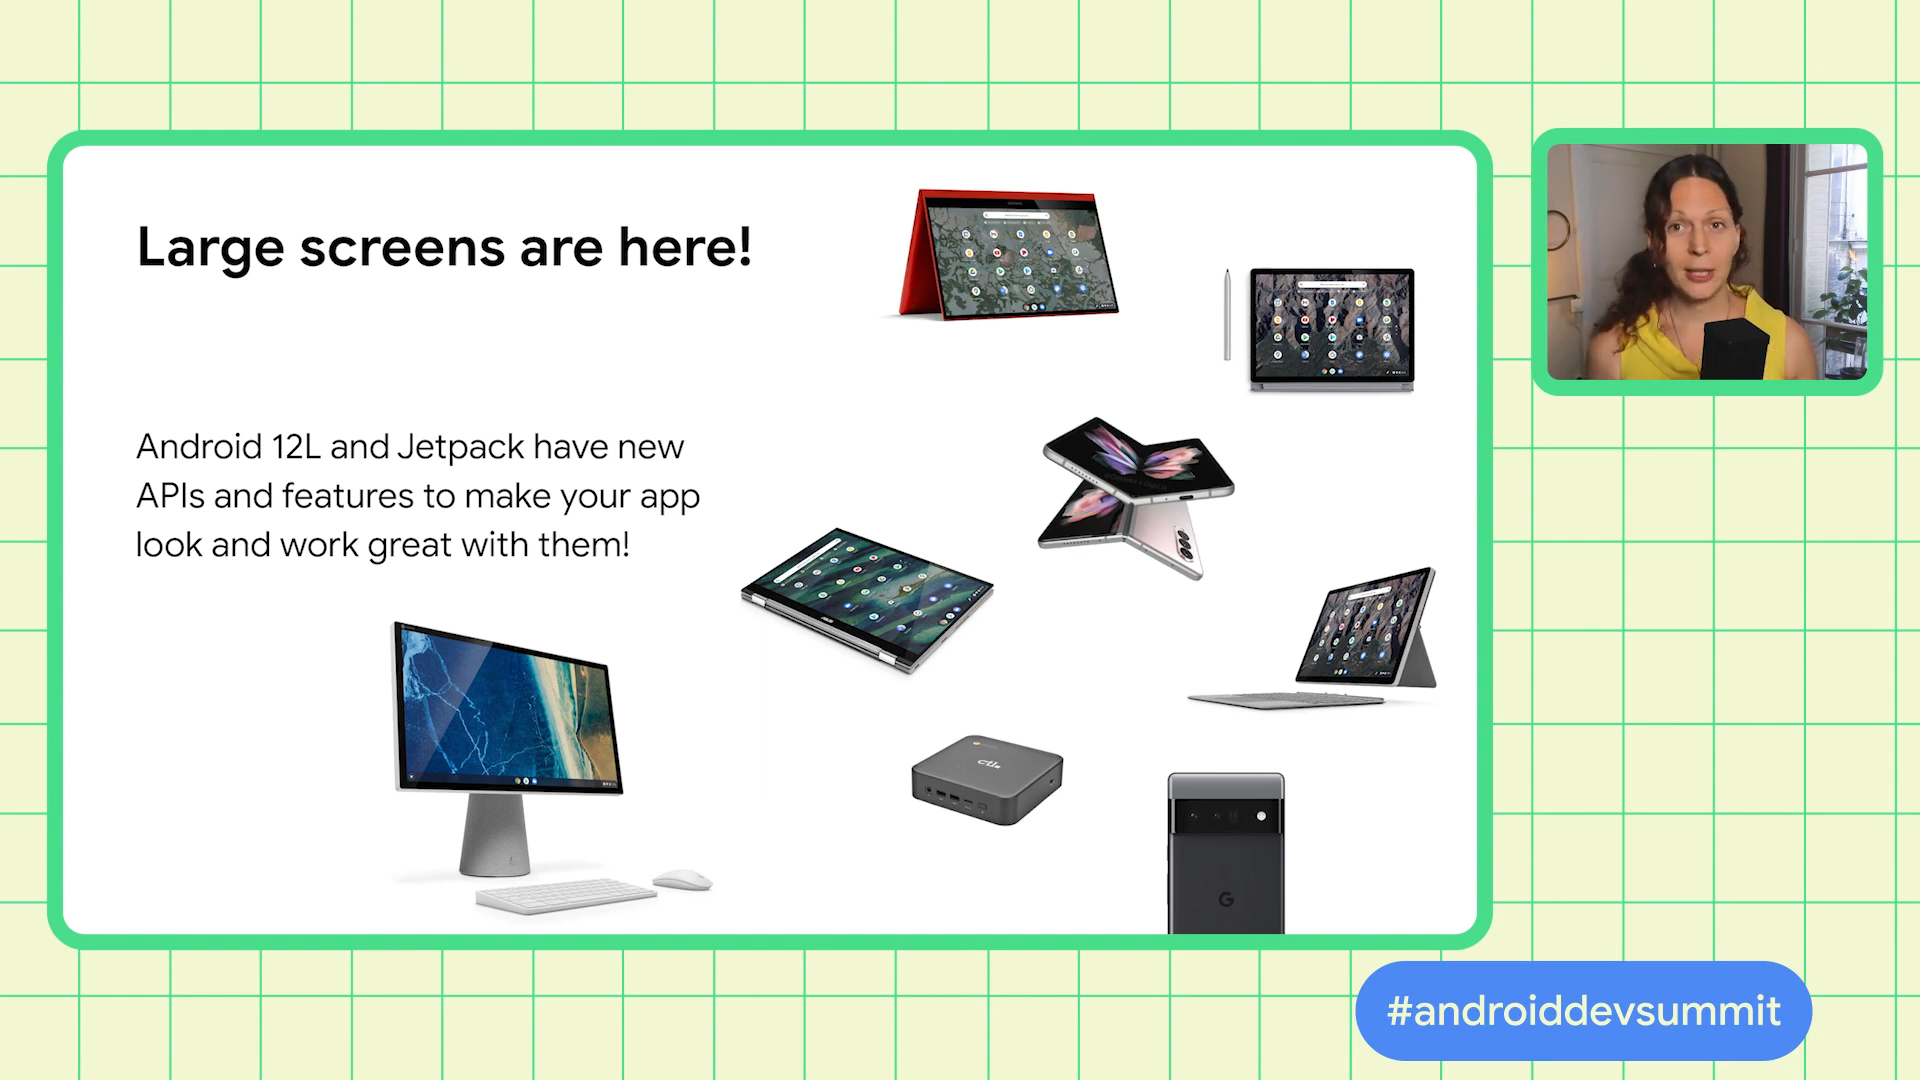 Large screens are here!
Android 12L and Jetpack have new
APIs and features to make your app
look and work great with them!
ctl
G
#androiddevsummit